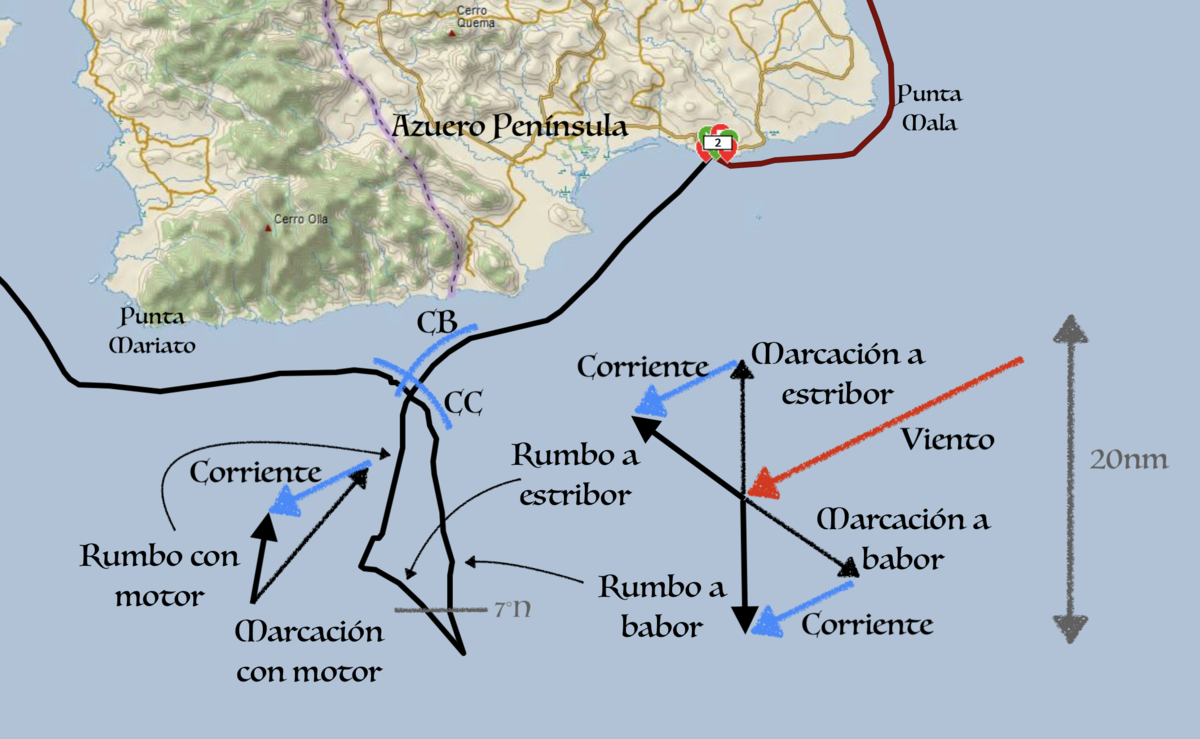 Cerro
Quema
Punta
Mala
Azuero Península
2
Cerro Olla
Punta
Mariato
CB
CC
Corriente
Marcación a
estribor
Viento
20nm
Rumbo a
estribor
Corriente
Marcación a
babor
Rumbo con
motor
Rumbo a
babor
7°N
Corriente
Marcación
con motor